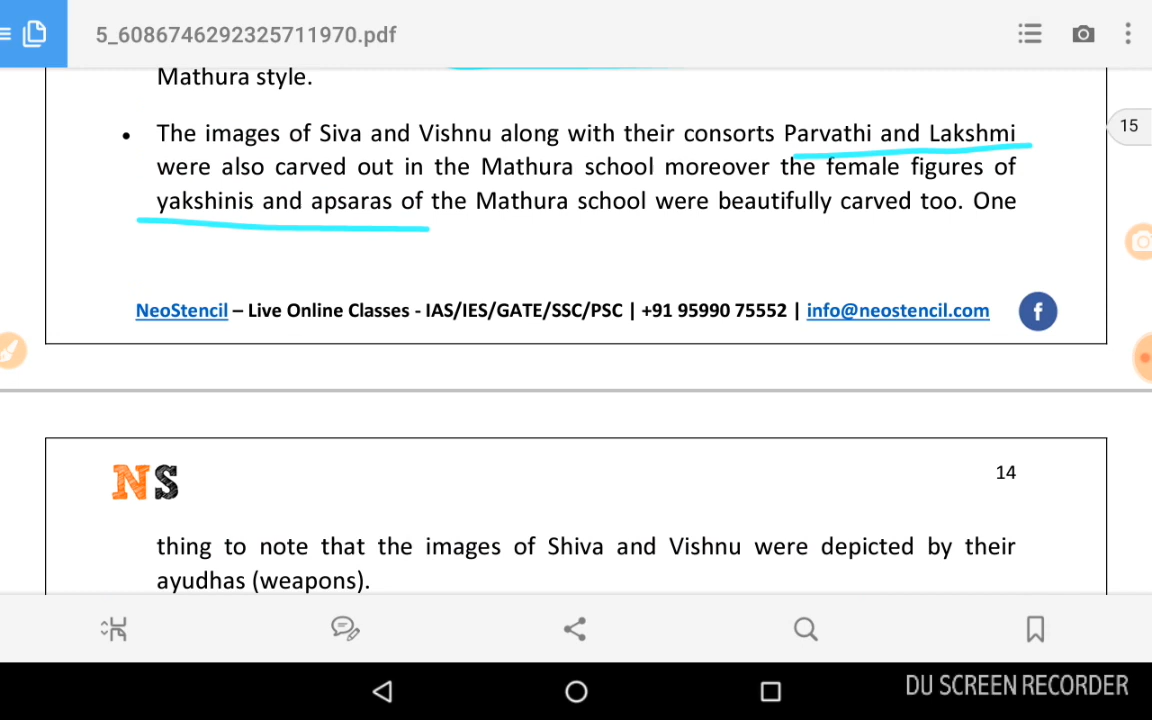 5_6086746292325711970.pdf
Mathura style.
• The images of Siva and Vishnu along with their consorts Parvathi and Lakshmi
15
were also carved out in the Mathura school moreover the female figures of
yakshinis and apsaras of the Mathura school were beautifully carved too. One
NeoStencil – Live Online Classes - IAS/IES/GATE/SSC/PSC | +91 95990 75552 | info@neostencil.com
f
NS
14
thing to note that the images of Shiva and Vishnu were depicted by their
ayudhas (weapons).
DU SCREEN RECORDER